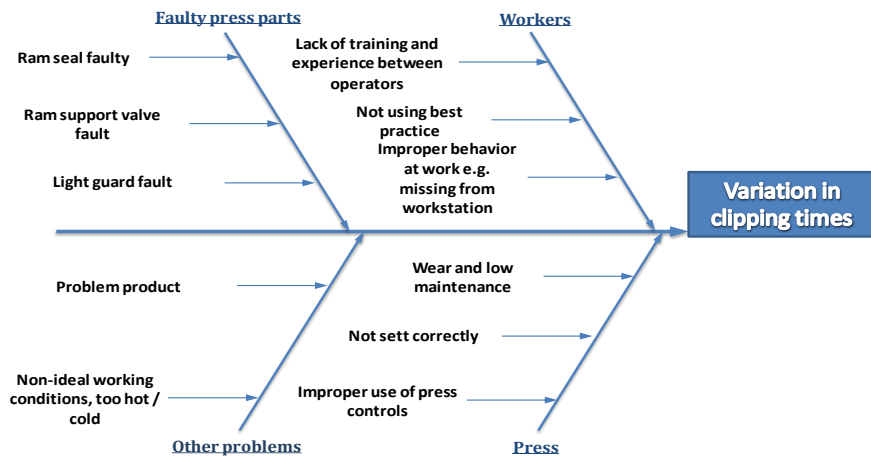 Faulty press parts
Workers
Ram seal faulty
Lack of training and
experience between
operators
Ram support valve
fault
Not using best
practice
Light guard fault
Improper behavior
at work e.g.
missing from
workstation
Variation in
clipping times
Problem product
Wear and low
maintenance
Not sett correctly
Non-ideal working
conditions, too hot /
cold
Improper use of press
controls
Other problems
Press